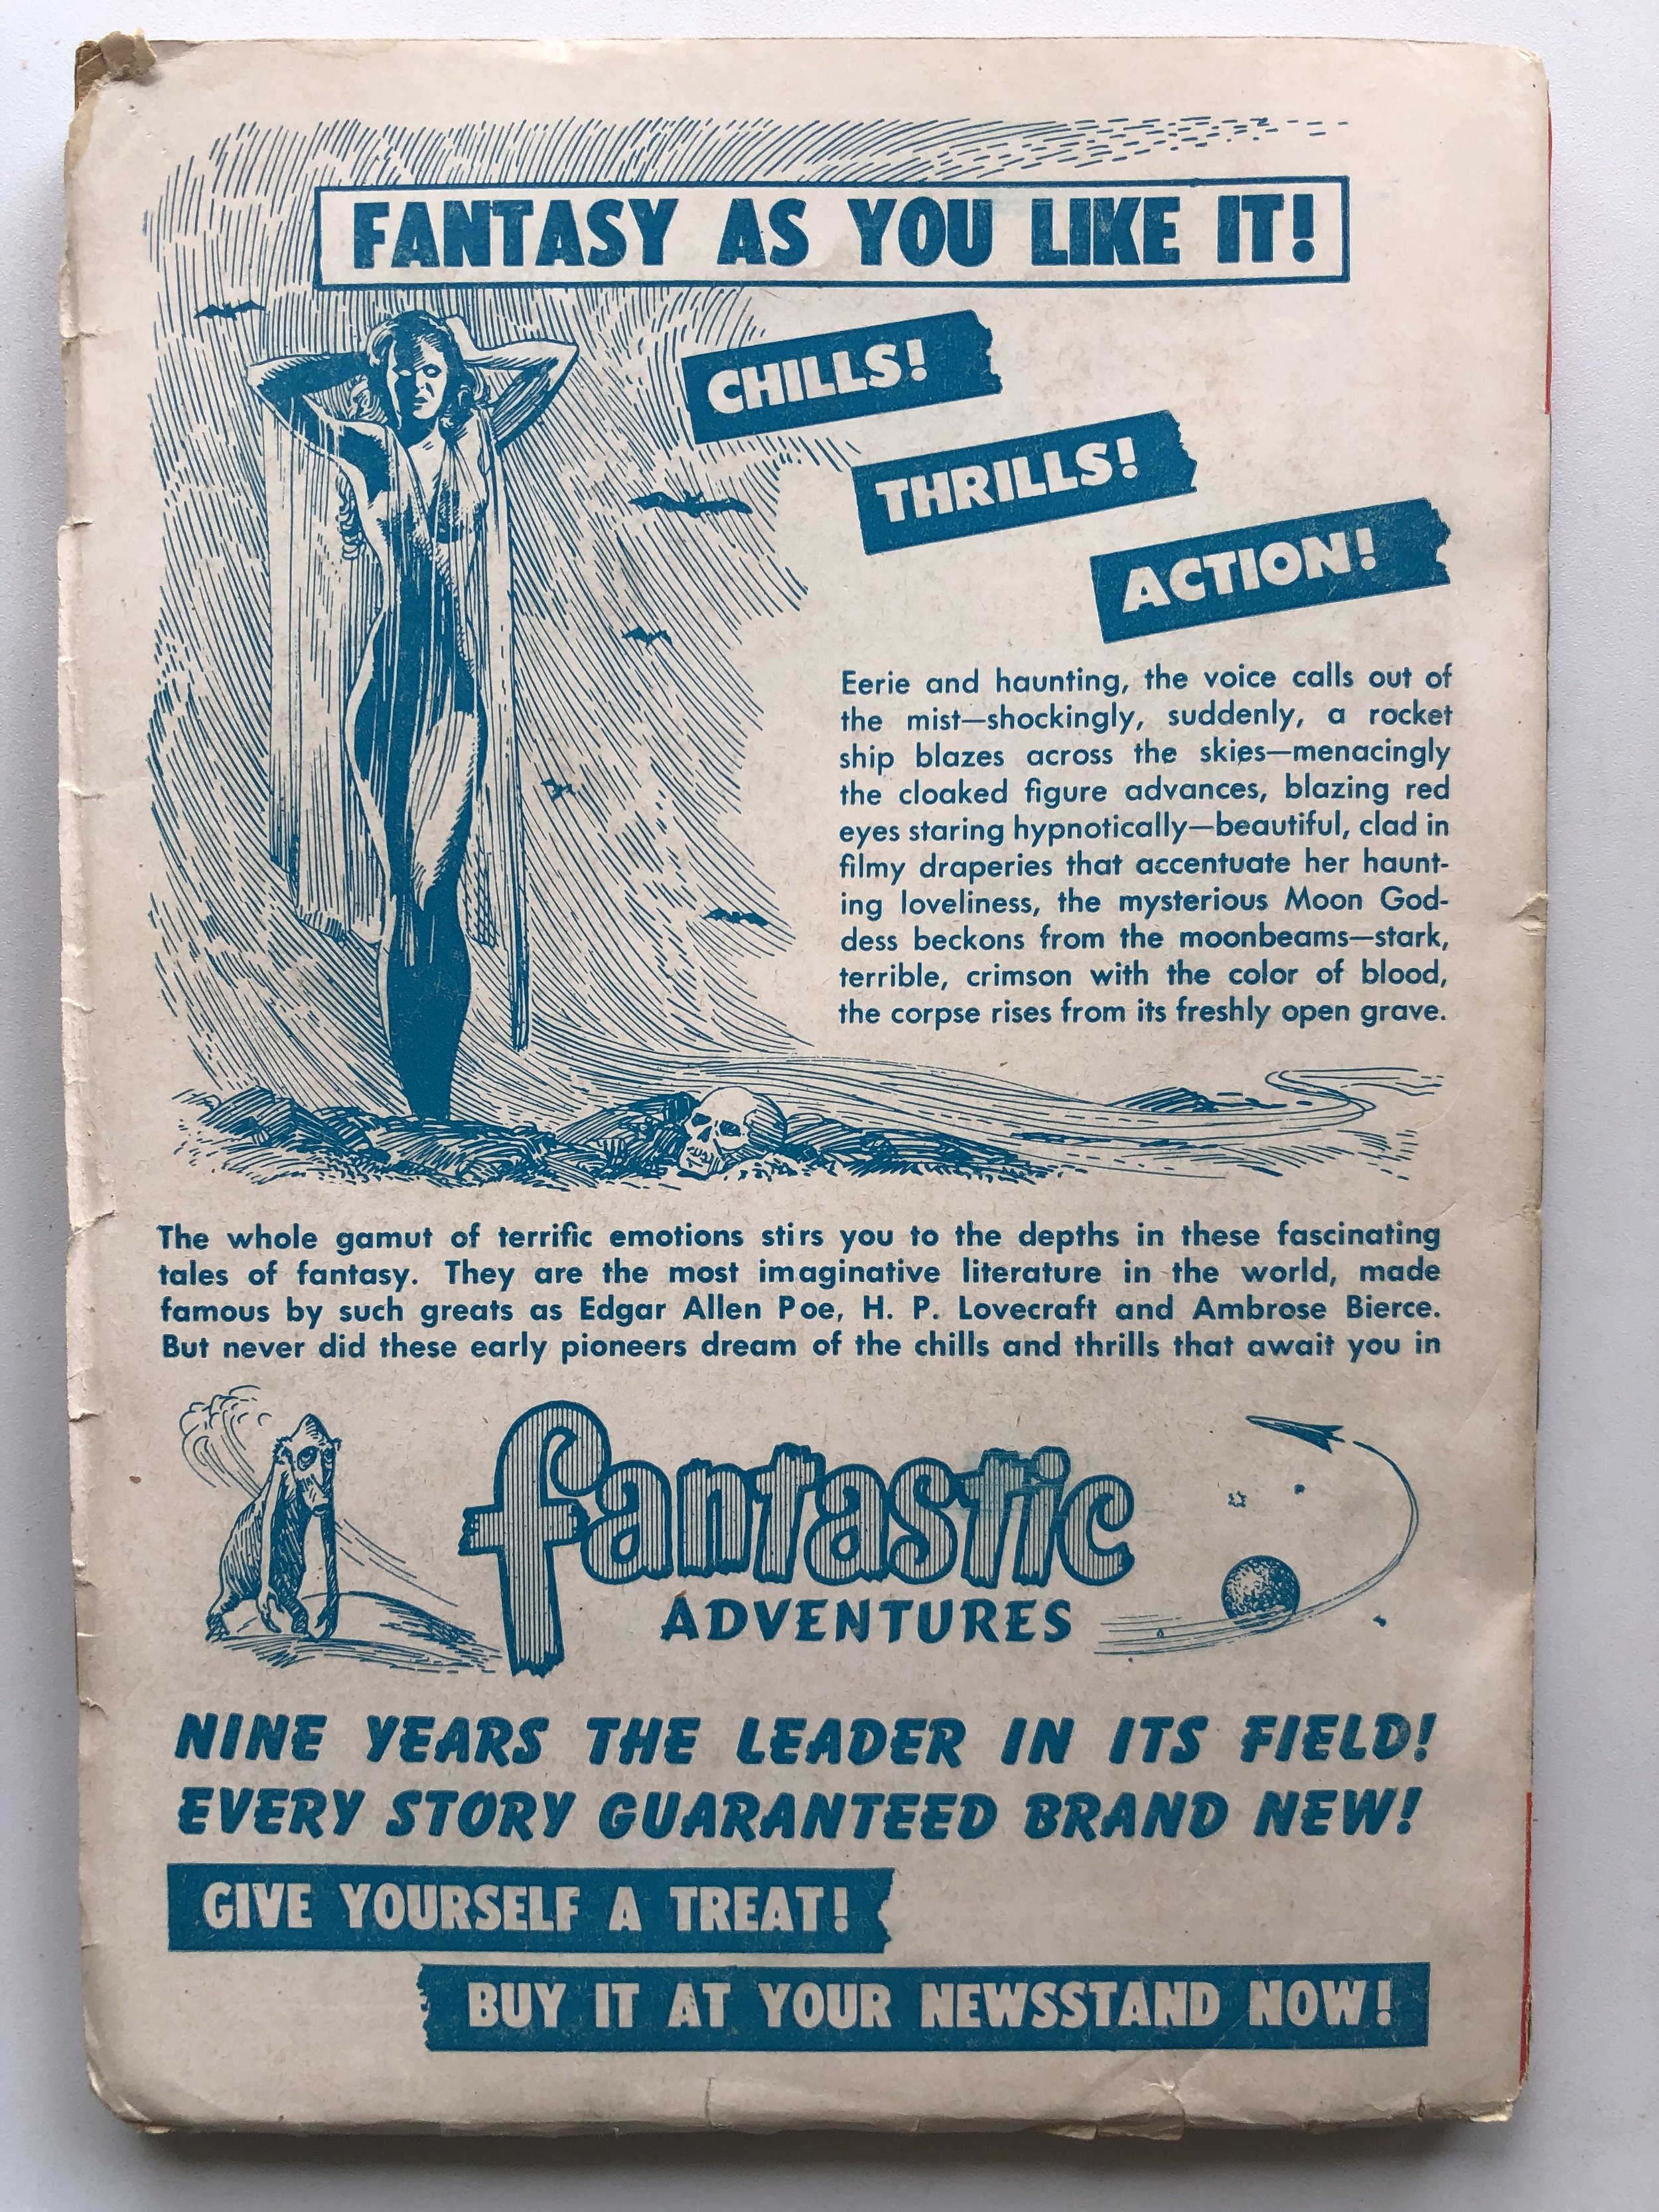 FANTASY AS YOU LIKE IT!
CHILLS!
THRILLS!
ACTION!
Eerie and haunting, the voice calls out of
the mist—shockingly, suddenly, a rocket
ship blazes across the skies—menacingly
the cloaked figure advances, blazing red
eyes staring hypnotically—beautiful, clad in
filmy draperies that accentuate her haunt-
ing loveliness, the mysterious Moon God-
dess beckons from the moonbeams—stark,
terrible, crimson with the color of blood,
the corpse rises from its freshly open grave.
The whole gamut of terrific emotions stirs you to the depths in these fascinating
tales of fantasy. They are the most imaginative literature in the world, made
famous by such greats as Edgar Allen Poe, H. P. Lovecraft and Ambrose Bierce.
But never did these early pioneers dream of the chills and thrills that await you in
fantastic
ADVENTURES
NINE YEARS THE LEADER IN ITS FIELD!
EVERY STORY GUARANTEED BRAND NEW!
GIVE YOURSELF A TREAT!
BUY IT AT YOUR NEWSSTAND NOW!